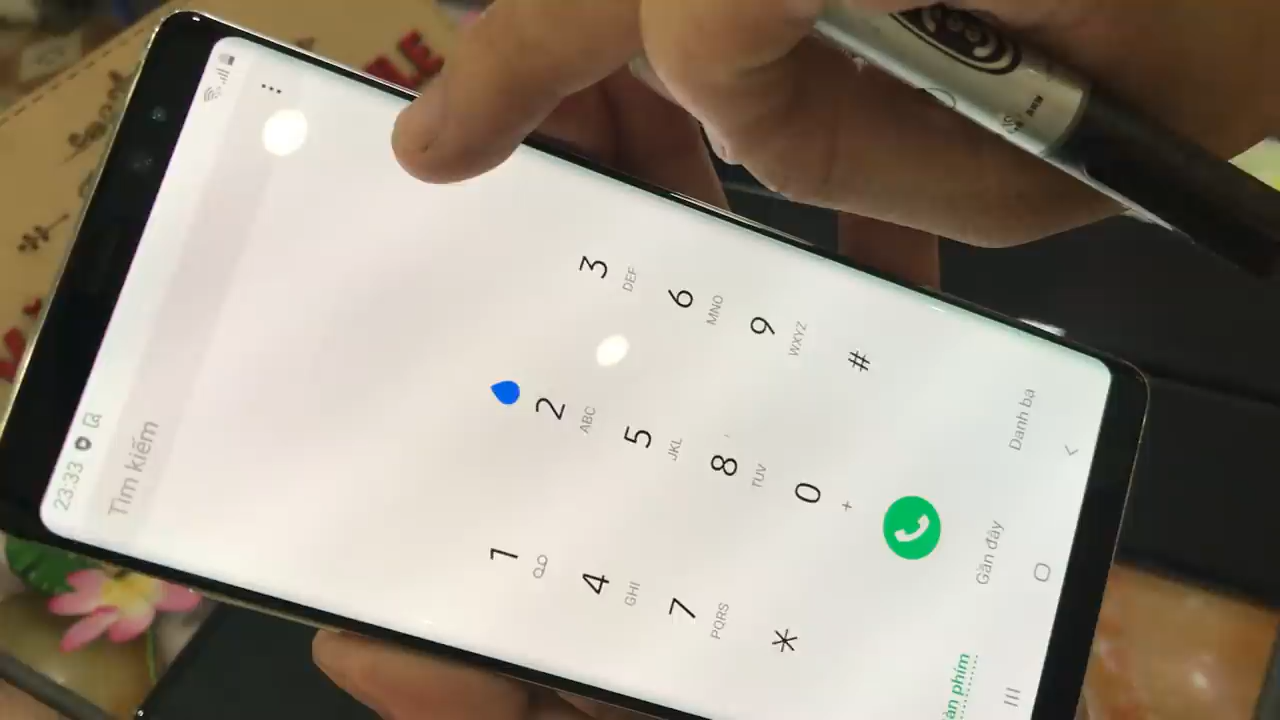 23:33
Tìm kiếm
1
2 ABC
3 DEF
4 GHI
5 JKL
6 MNO
7 PQRS
8 TUV
9 WXYZ
*
0 +
#
phím
Gần đây
Danh bạ